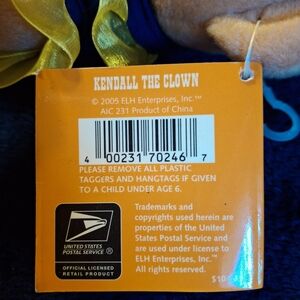 KENDALL THE CLOWN
© 2005 ELH Enterprises, Inc.™
AIC 231 Product of China
4 00231 70246 7
PLEASE REMOVE ALL PLASTIC
TAGGERS AND HANGTAGS IF GIVEN
TO A CHILD UNDER AGE 6.
Trademarks and
copyrights used herein are
properties of the United
States Postal Service and
are used under license to
ELH Enterprises, Inc.™
All rights reserved.
UNITED STATES
POSTAL SERVICE ®
OFFICIAL LICENSED
RETAIL PRODUCT